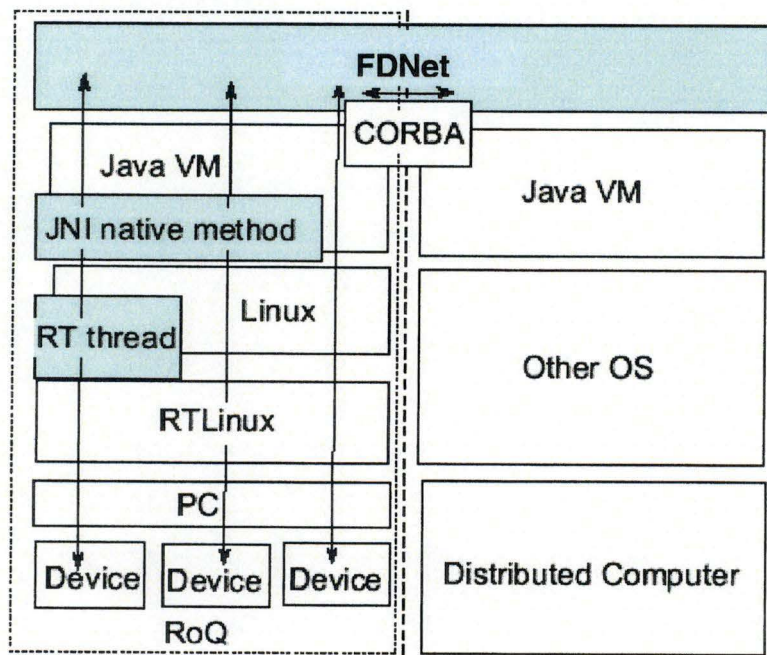 FDNet
CORBA
Java VM
Java VM
JNI native method
Linux
RT thread
Other OS
RTLinux
PC
Device
Device
Device
Distributed Computer
RoQ